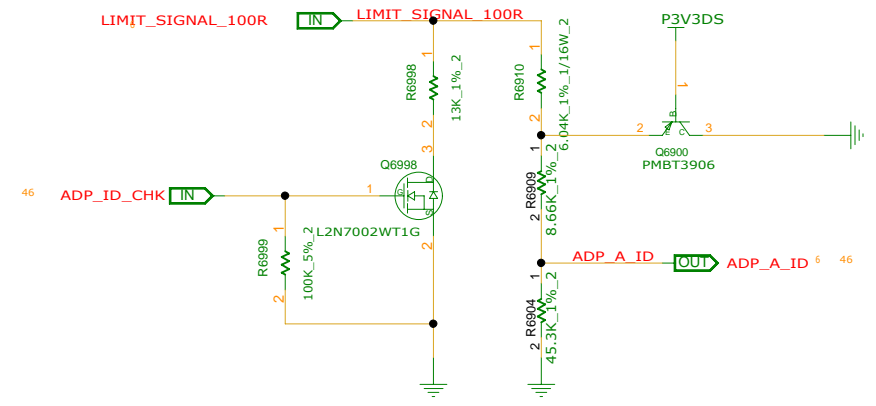 LIMIT_SIGNAL_100R
IN
LIMIT_SIGNAL_100R
P3V3DS
1
R6998
13K_1%_2
2
1
R6910
6.04K_1%_1/16W_2
2
1
B
E
C
2
3
Q6900
PMBT3906
3
Q6998
D
G
S
1
L2N7002WT1G
2
46
ADP_ID_CHK
IN
1
R6999
100K_5%_2
2
1
R6909
8.66K_1%_2
2
ADP_A_ID
OUT
ADP_A_ID
6
46
1
R6904
45.3K_1%_2
2